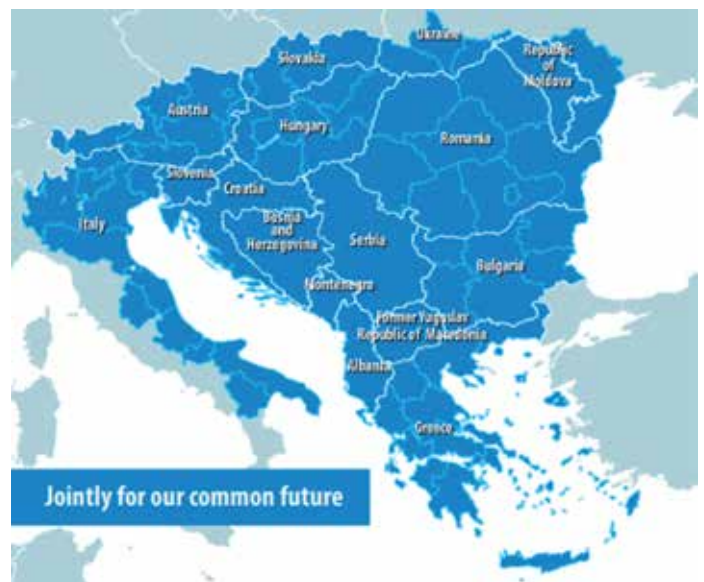 Ukraine
Slovakia
Republic
of
Moldova
Austria
Hungary
Romania
Slovenia
Croatia
Italy
Bosnia
and
Herzegovina
Serbia
Bulgaria
Montenegro
Former Yugoslav
Republic of Macedonia
Albania
Greece
Jointly for our common future